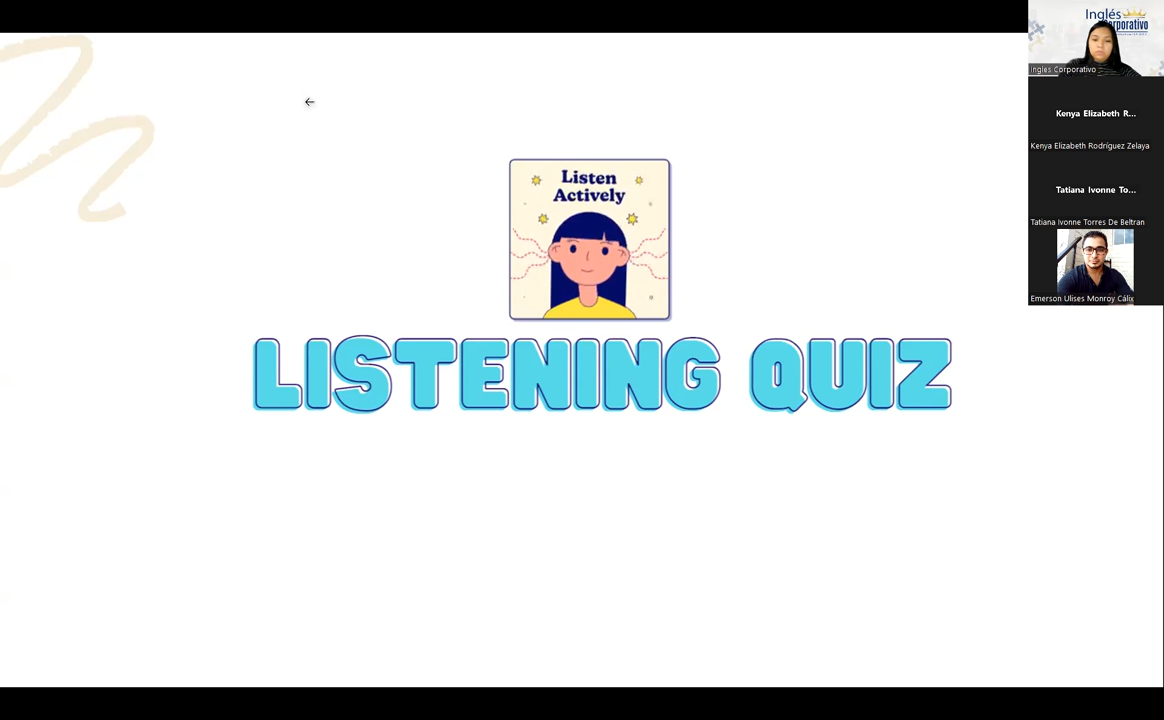 Listen
Actively
LISTENING QUIZ
Inglés
Corporativo
Inglés Corporativo
Kenya Elizabeth R...
Kenya Elizabeth Rodríguez Zelaya
Tatiana Ivonne To...
Tatiana Ivonne Torres De Beltran
Emerson Ulises Monroy Cálix